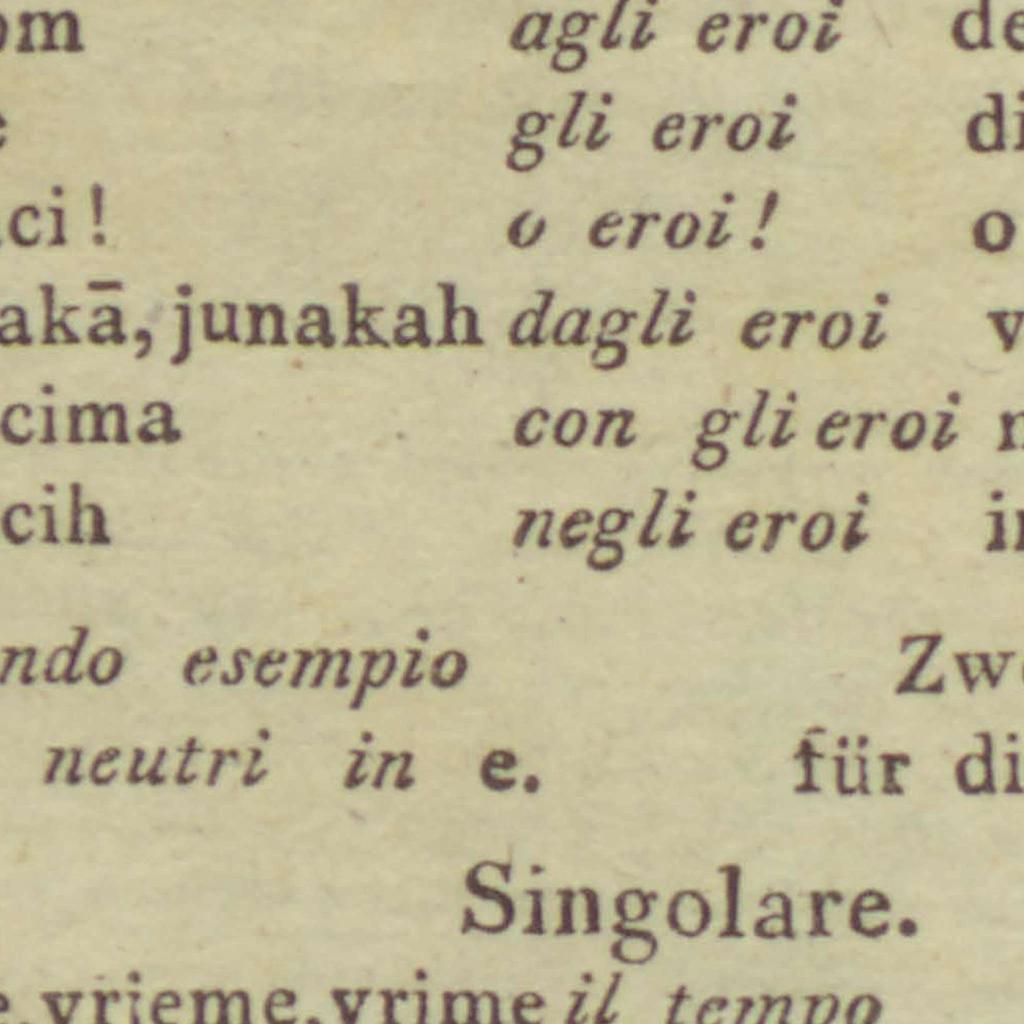 om agli eroi de
gli eroi di
ci! o eroi! o
akā, junakah dagli eroi v
cima con gli eroi
cih negli eroi in
ndo esempio Zwe
neutri in e. für di
Singolare.
e, vrieme, vrime il tempo